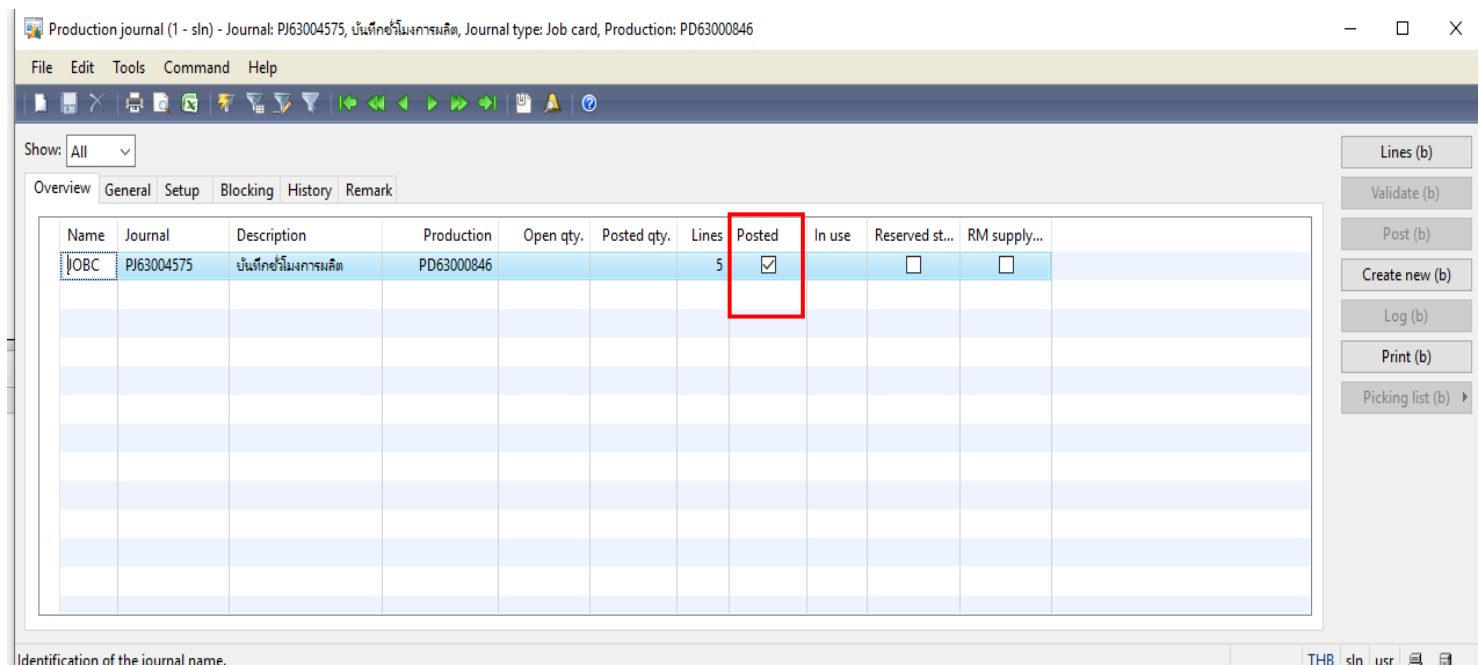 Production journal (1 - sln) - Journal: PJ63004575, บันทึกชั่วโมงการผลิต, Journal type: Job card, Production: PD63000846
File Edit Tools Command Help
Show: All
Lines (b)
Overview General Setup Blocking History Remark
Validate (b)
Name Journal Description Production Open qty. Posted qty. Lines Posted In use Reserved st... RM supply...
Post (b)
JOBC PJ63004575 บันทึกชั่วโมงการผลิต PD63000846 5
Create new (b)
Log (b)
Print (b)
Picking list (b)
Identification of the journal name.
THB sln usr